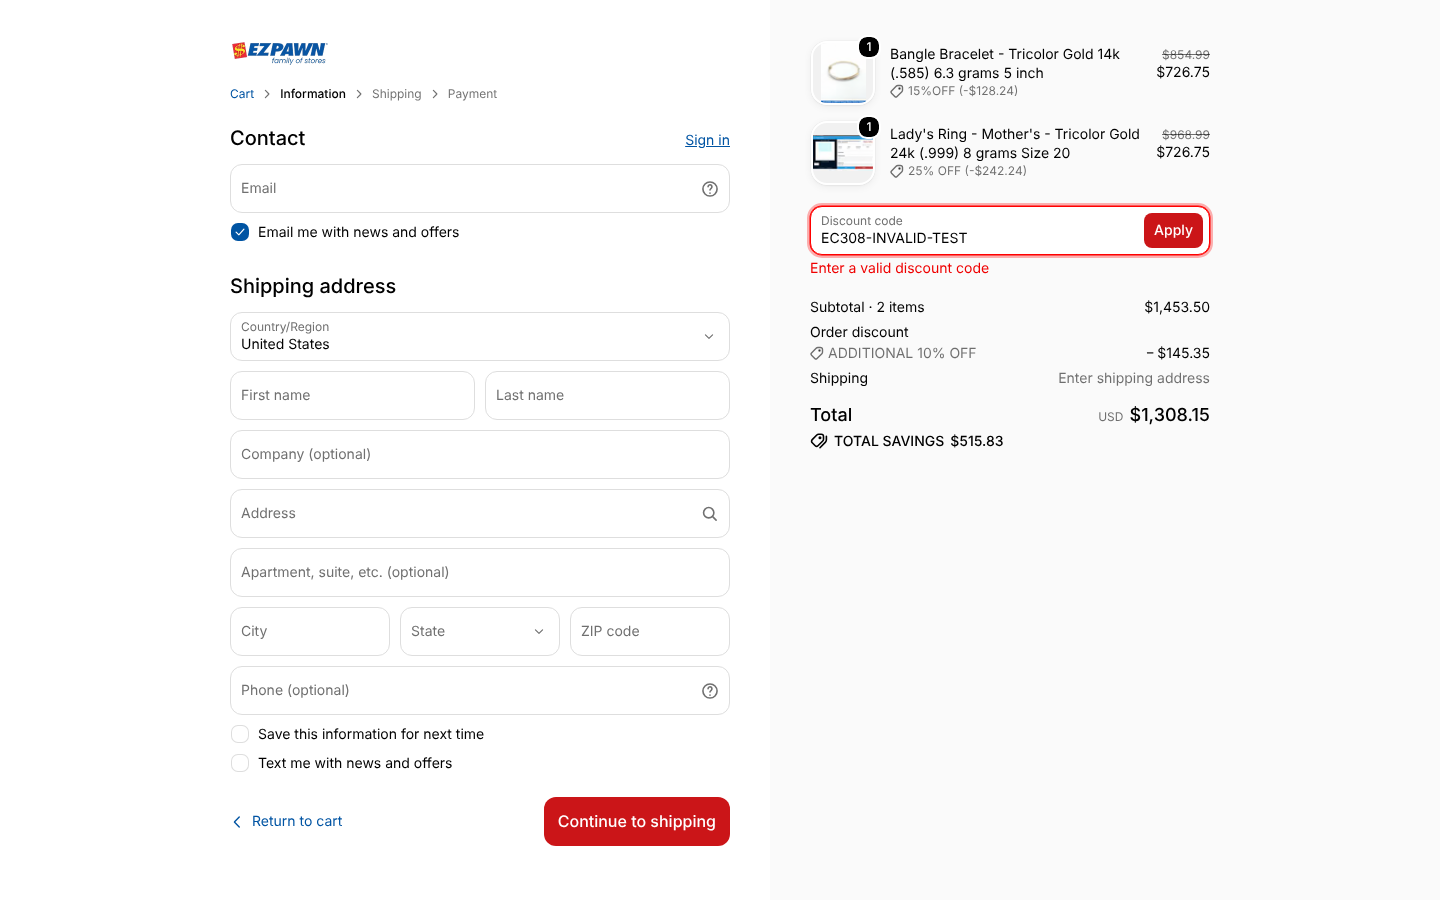 EZPAWN
family of stores
Cart
Information
Shipping
Payment
Contact
Sign in
Email
Email me with news and offers
Shipping address
Country/Region
United States
First name
Last name
Company (optional)
Address
Apartment, suite, etc. (optional)
City
State
ZIP code
Phone (optional)
Save this information for next time
Text me with news and offers
Return to cart
Continue to shipping
1
Bangle Bracelet - Tricolor Gold 14k
(.585) 6.3 grams 5 inch
15%OFF (-$128.24)
$854.99
$726.75
1
Lady's Ring - Mother's - Tricolor Gold
24k (.999) 8 grams Size 20
25% OFF (-$242.24)
$968.99
$726.75
Discount code
EC308-INVALID-TEST
Apply
Enter a valid discount code
Subtotal · 2 items $1,453.50
Order discount
ADDITIONAL 10% OFF – $145.35
Shipping Enter shipping address
Total USD $1,308.15
TOTAL SAVINGS $515.83